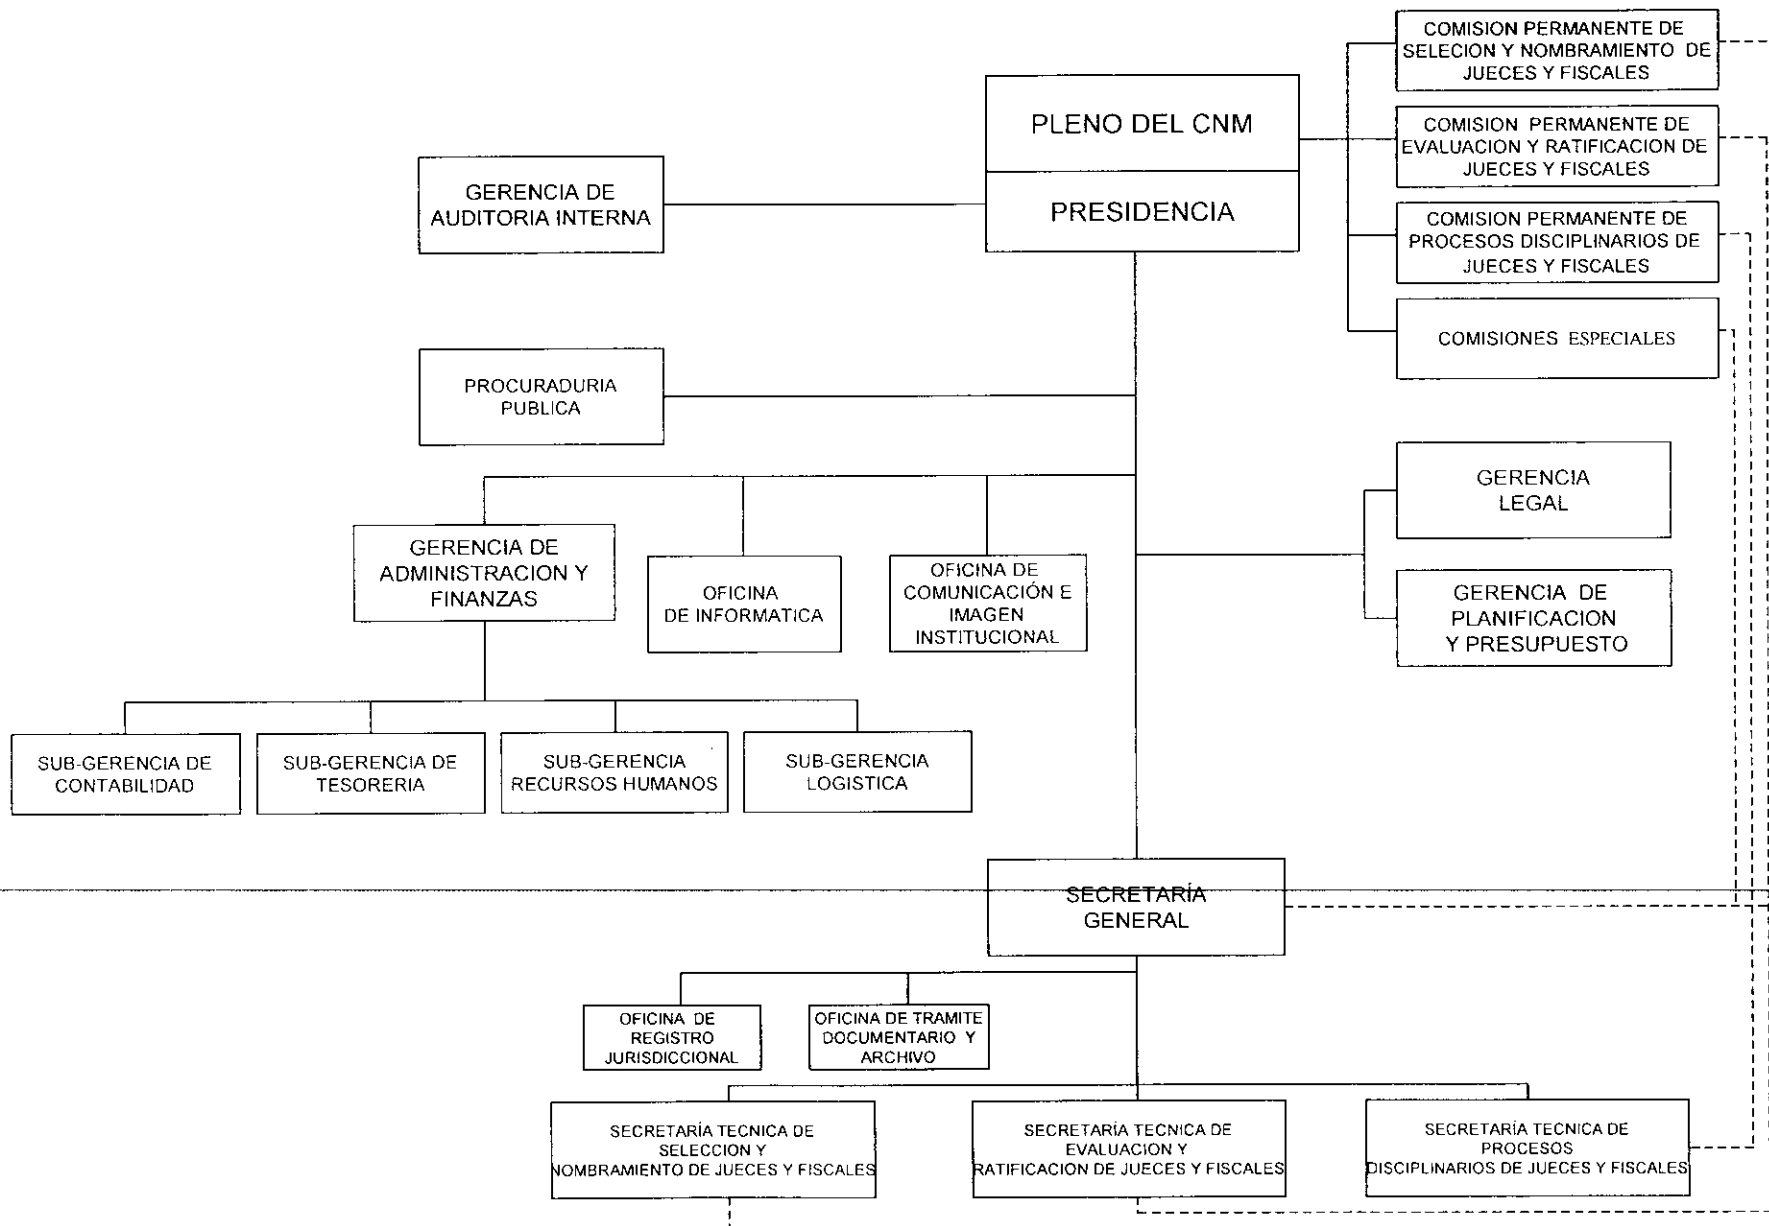 COMISION PERMANENTE DE
SELECION Y NOMBRAMIENTO DE
JUECES Y FISCALES
PLENO DEL CNM
COMISION PERMANENTE DE
EVALUACION Y RATIFICACION DE
JUECES Y FISCALES
GERENCIA DE
AUDITORIA INTERNA
PRESIDENCIA
COMISION PERMANENTE DE
PROCESOS DISCIPLINARIOS DE
JUECES Y FISCALES
COMISIONES ESPECIALES
PROCURADURIA
PUBLICA
GERENCIA
LEGAL
GERENCIA DE
ADMINISTRACION Y
FINANZAS
OFICINA
DE INFORMATICA
OFICINA DE
COMUNICACIÓN E
IMAGEN
INSTITUCIONAL
GERENCIA DE
PLANIFICACION
Y PRESUPUESTO
SUB-GERENCIA DE
CONTABILIDAD
SUB-GERENCIA DE
TESORERIA
SUB-GERENCIA
RECURSOS HUMANOS
SUB-GERENCIA
LOGISTICA
SECRETARÍA
GENERAL
OFICINA DE
REGISTRO
JURISDICCIONAL
OFICINA DE TRAMITE
DOCUMENTARIO Y
ARCHIVO
SECRETARÍA TECNICA DE
SELECCION Y
NOMBRAMIENTO DE JUECES Y FISCALES
SECRETARÍA TECNICA DE
EVALUACION Y
RATIFICACION DE JUECES Y FISCALES
SECRETARÍA TECNICA DE
PROCESOS
DISCIPLINARIOS DE JUECES Y FISCALES